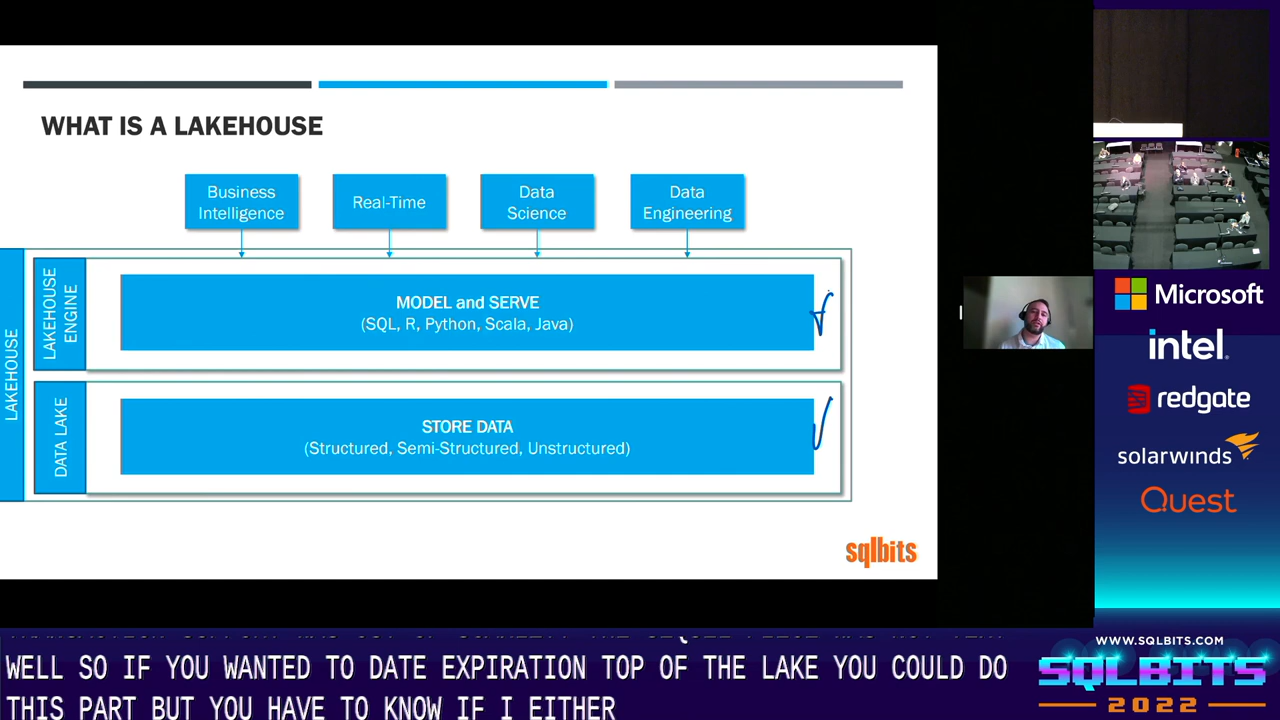 WHAT IS A LAKEHOUSE
Business
Intelligence
Real-Time
Data
Science
Data
Engineering
LAKEHOUSE
LAKEHOUSE
ENGINE
MODEL and SERVE
(SQL, R, Python, Scala, Java)
DATA LAKE
STORE DATA
(Structured, Semi-Structured, Unstructured)
sqlbits
Microsoft
intel.
redgate
solarwinds
Quest
WELL SO IF YOU WANTED TO DATE EXPIRATION TOP OF THE LAKE YOU COULD DO
THIS PART BUT YOU HAVE TO KNOW IF I EITHER
WWW.SQLBITS.COM
SQLBITS
2022